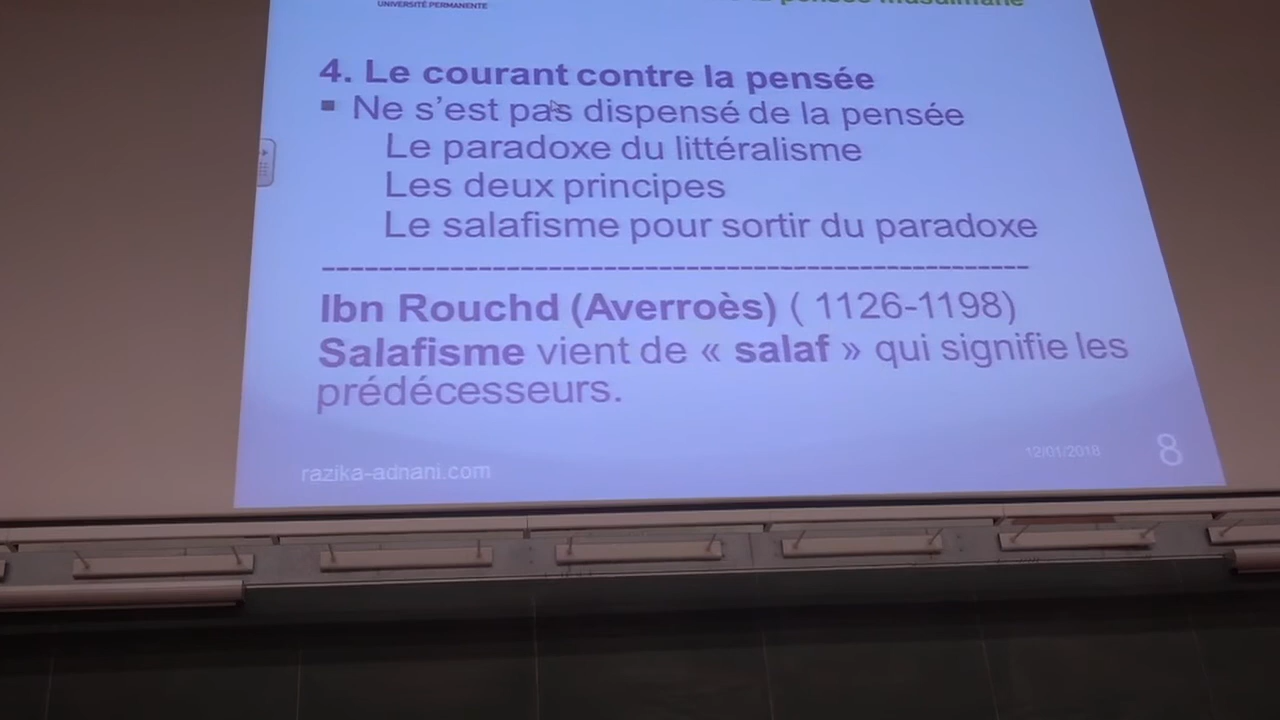 UNIVERSITÉ PERMANENTE
pensée musulmane
4. Le courant contre la pensée
▪ Ne s’est pas dispensé de la pensée
Le paradoxe du littéralisme
Les deux principes
Le salafisme pour sortir du paradoxe
--------------------------------------------------
Ibn Rouchd (Averroès) ( 1126-1198)
Salafisme vient de « salaf » qui signifie les
prédécesseurs.
razika-adnani.com
12/01/2018
8